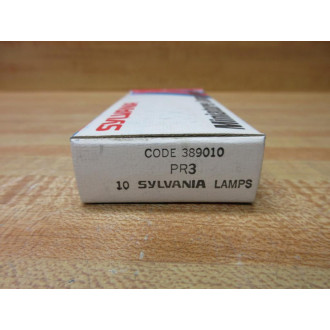 SYLVANIA
CODE 389010
PR3
10 SYLVANIA LAMPS